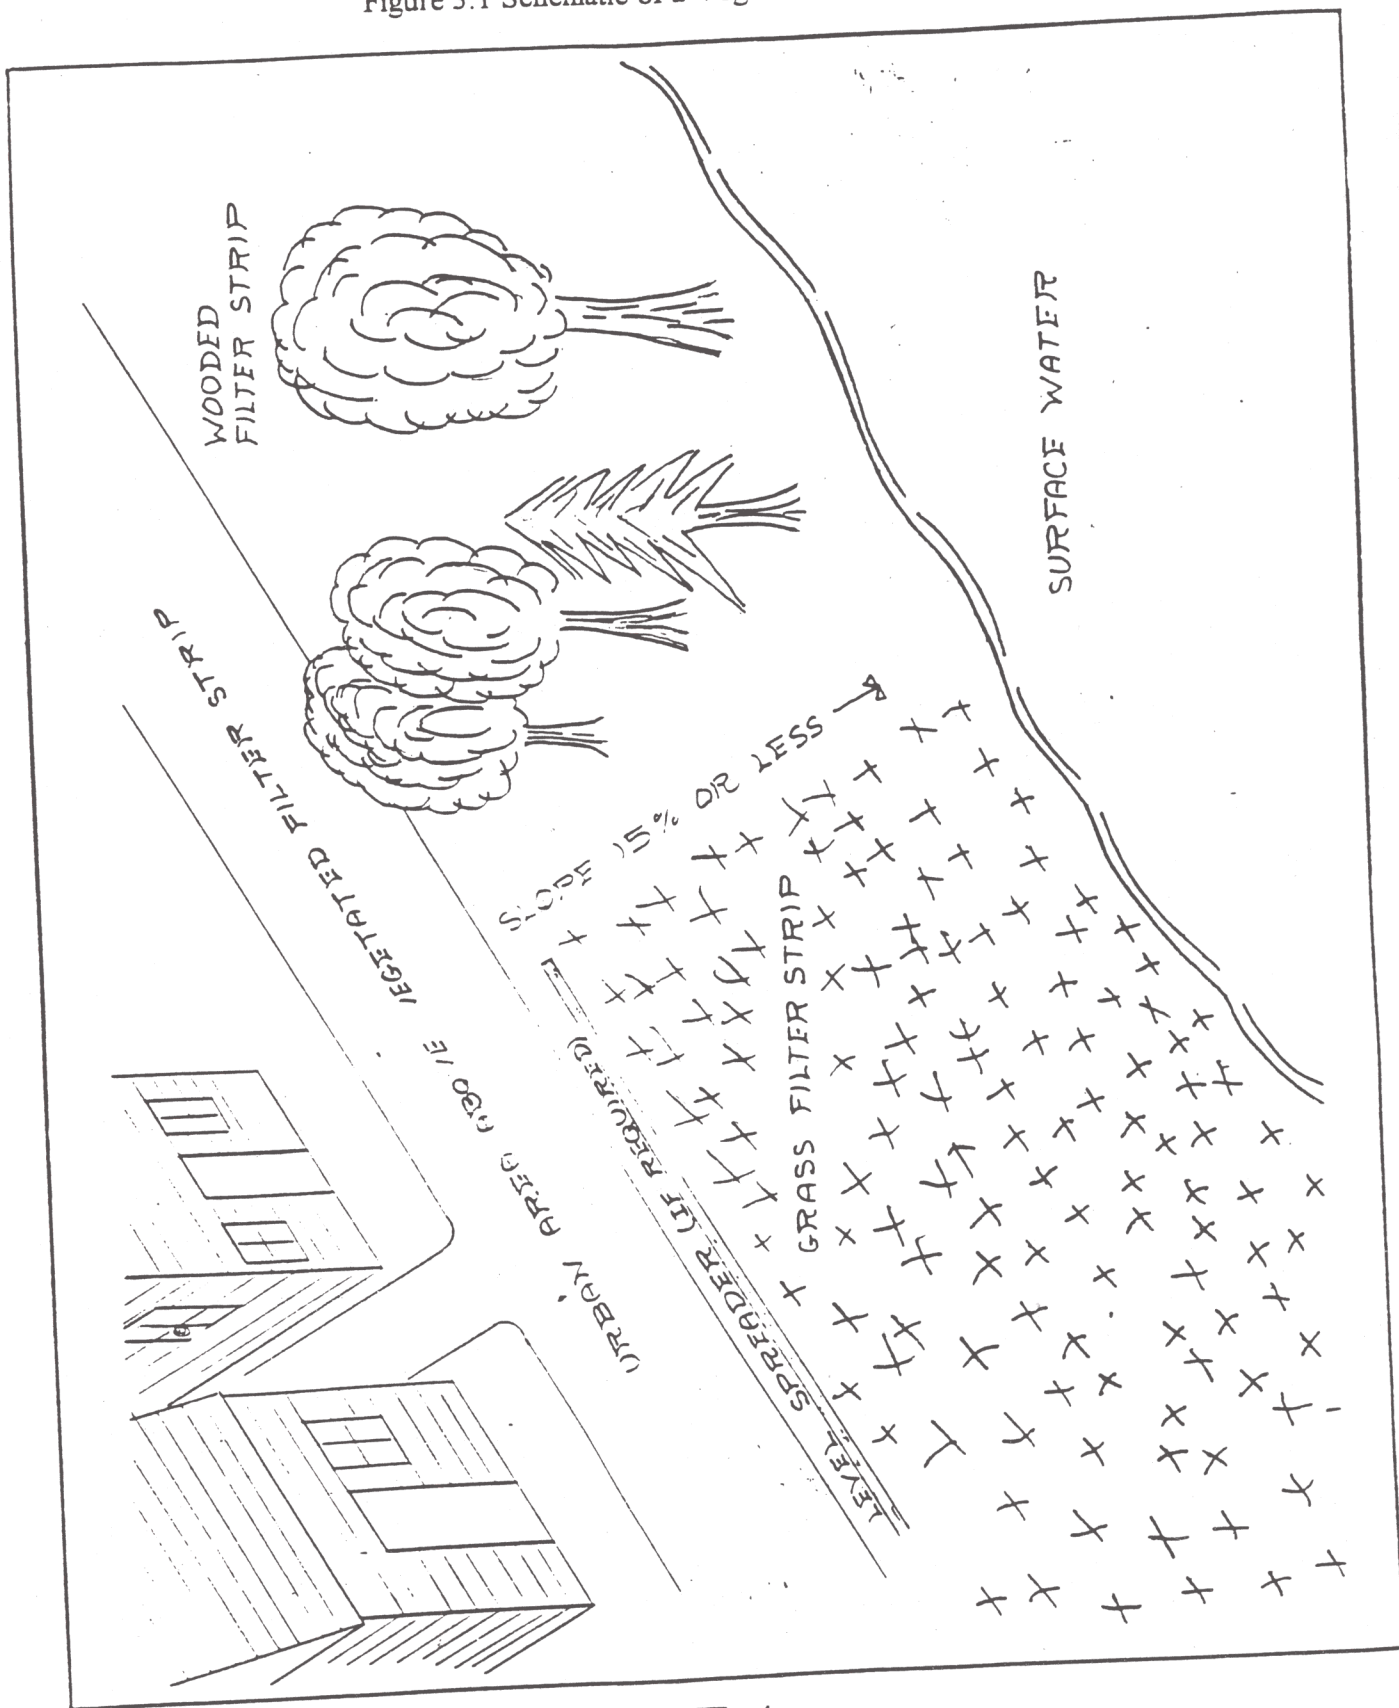 Figure 5.1 Schematic of a
WOODED
FILTER STRIP
SURFACE WATER
URBAN AREA ABOVE VEGETATED FILTER STRIP
SLOPE 15% OR LESS
GRASS FILTER STRIP
LEVEL SPREADER (IF REQUIRED)